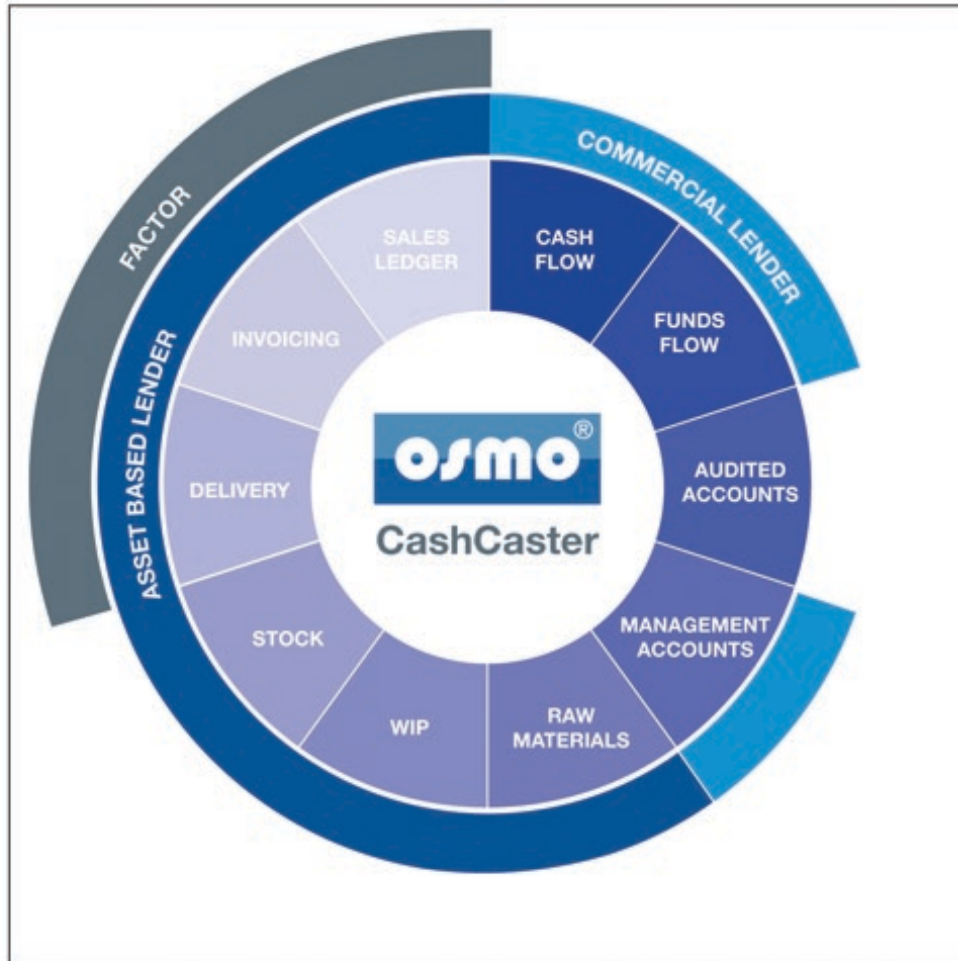 FACTOR
ASSET BASED LENDER
COMMERCIAL LENDER
SALES
LEDGER
CASH
FLOW
FUNDS
FLOW
INVOICING
DELIVERY
AUDITED
ACCOUNTS
STOCK
MANAGEMENT
ACCOUNTS
WIP
RAW
MATERIALS
osmo®
CashCaster